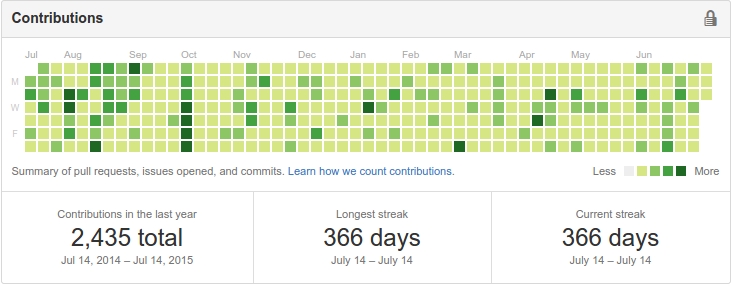 Contributions
Jul Aug Sep Oct Nov Dec Jan Feb Mar Apr May Jun
M
W
F
Summary of pull requests, issues opened, and commits. Learn how we count contributions.
Less More
Contributions in the last year
2,435 total
Jul 14, 2014 – Jul 14, 2015
Longest streak
366 days
July 14 – July 14
Current streak
366 days
July 14 – July 14